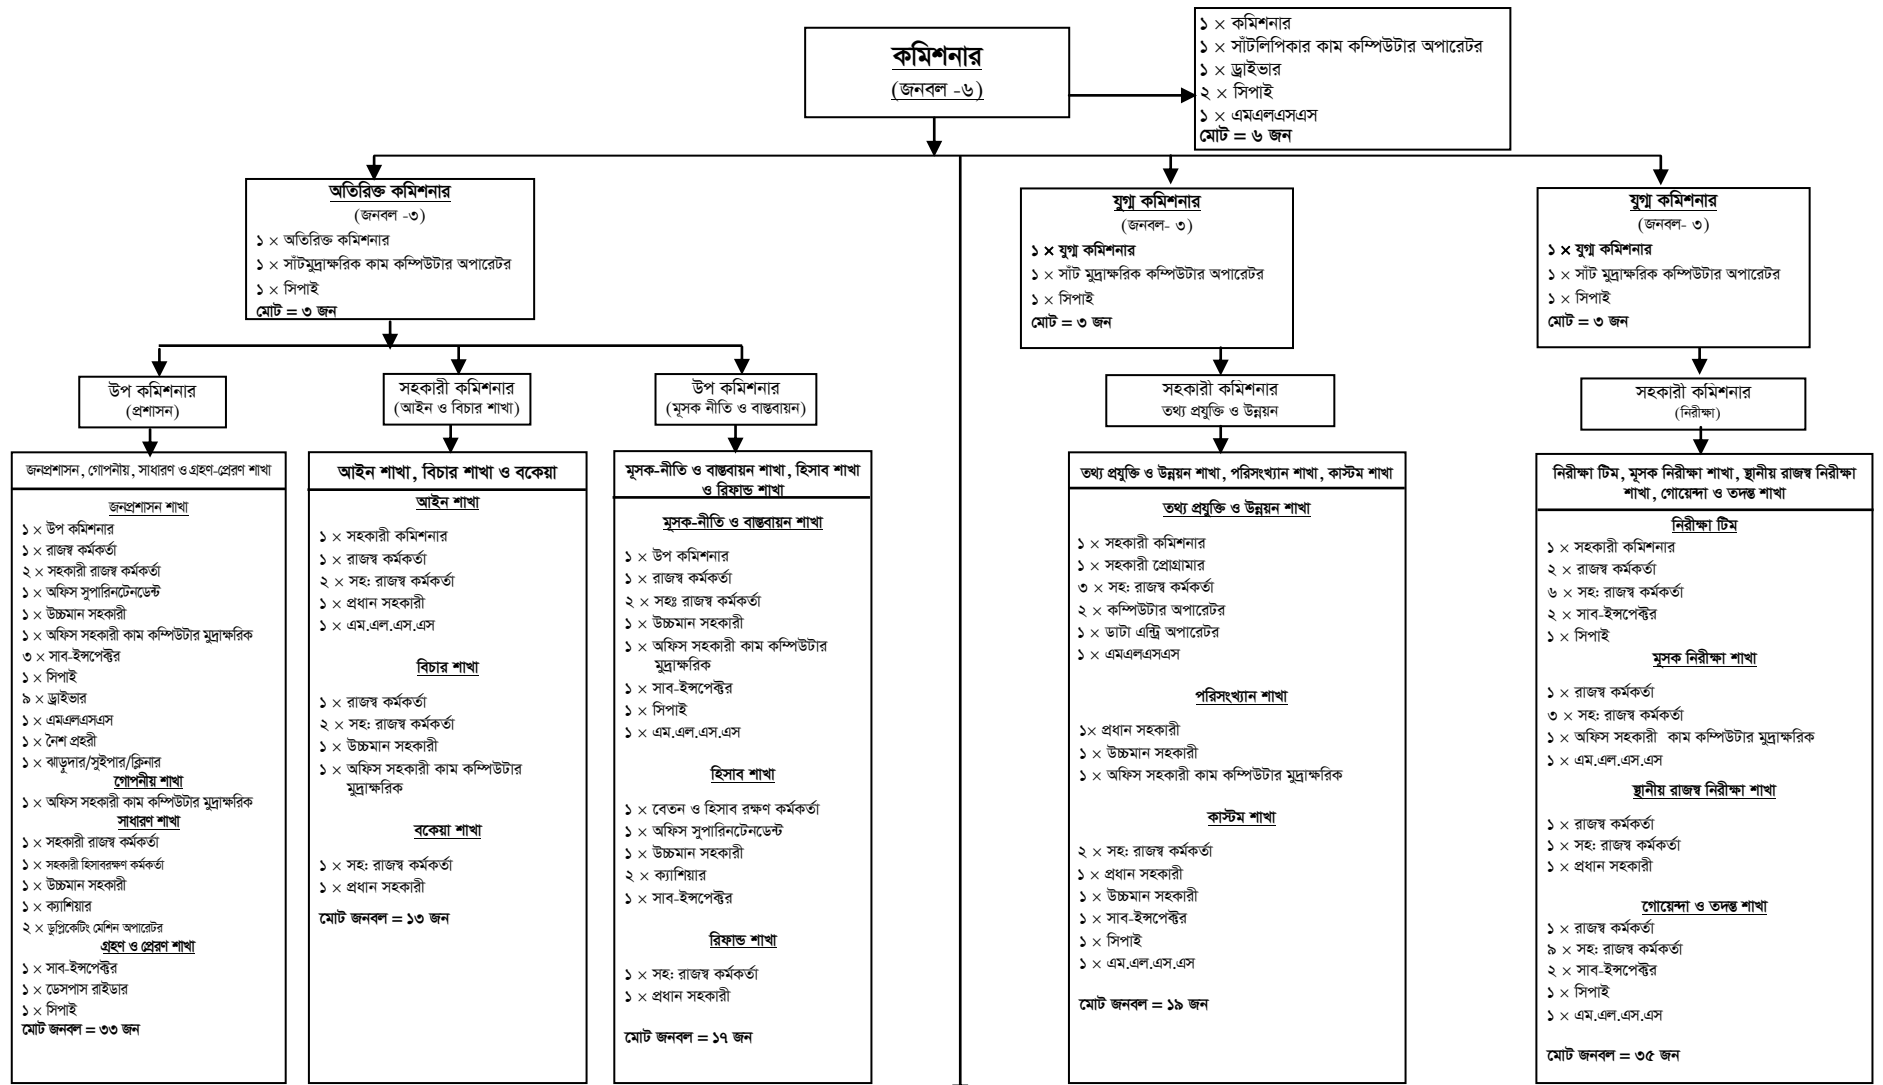 কমিশনার
(জনবল -৬)
১ × কমিশনার
১ × সাঁটলিপিকার কাম কম্পিউটার অপারেটর
১ × ড্রাইভার
২ × সিপাই
১ × এমএলএসএস
মোট = ৬ জন
অতিরিক্ত কমিশনার
(জনবল -৩)
১ × অতিরিক্ত কমিশনার
১ × সাঁটমুদ্রাক্ষরিক কাম কম্পিউটার অপারেটর
১ × সিপাই
মোট = ৩ জন
যুগ্ম কমিশনার
(জনবল- ৩)
১ × যুগ্ম কমিশনার
১ × সাঁট মুদ্রাক্ষরিক কম্পিউটার অপারেটর
১ × সিপাই
মোট = ৩ জন
যুগ্ম কমিশনার
(জনবল- ৩)
১ × যুগ্ম কমিশনার
১ × সাঁট মুদ্রাক্ষরিক কম্পিউটার অপারেটর
১ × সিপাই
মোট = ৩ জন
উপ কমিশনার
(প্রশাসন)
সহকারী কমিশনার
(আইন ও বিচার শাখা)
উপ কমিশনার
(মূসক নীতি ও বাস্তবায়ন)
সহকারী কমিশনার
তথ্য প্রযুক্তি ও উন্নয়ন
সহকারী কমিশনার
(নিরীক্ষা)
জনপ্রশাসন, গোপনীয়, সাধারণ ও গ্রহণ-প্রেরণ শাখা
জনপ্রশাসন শাখা
১ × উপ কমিশনার
১ × রাজস্ব কর্মকর্তা
২ × সহকারী রাজস্ব কর্মকর্তা
১ × অফিস সুপারিনটেনডেন্ট
১ × উচ্চমান সহকারী
১ × অফিস সহকারী কাম কম্পিউটার মুদ্রাক্ষরিক
৩ × সাব-ইন্সপেক্টর
১ × সিপাই
৯ × ড্রাইভার
১ × এমএলএসএস
১ × নৈশ প্রহরী
১ × ঝাড়ুদার/সুইপার/ক্লিনার
গোপনীয় শাখা
১ × অফিস সহকারী কাম কম্পিউটার মুদ্রাক্ষরিক
সাধারণ শাখা
১ × সহকারী রাজস্ব কর্মকর্তা
১ × সহকারী হিসাবরক্ষণ কর্মকর্তা
১ × উচ্চমান সহকারী
১ × ক্যাশিয়ার
২ × ডুপ্লিকেটিং মেশিন অপারেটর
গ্রহণ ও প্রেরণ শাখা
১ × সাব-ইন্সপেক্টর
১ × ডেসপাস রাইডার
১ × সিপাই
মোট জনবল = ৩৩ জন
আইন শাখা, বিচার শাখা ও বকেয়া
আইন শাখা
১ × সহকারী কমিশনার
১ × রাজস্ব কর্মকর্তা
২ × সহ: রাজস্ব কর্মকর্তা
১ × প্রধান সহকারী
১ × এম.এল.এস.এস
বিচার শাখা
১ × রাজস্ব কর্মকর্তা
২ × সহ: রাজস্ব কর্মকর্তা
১ × উচ্চমান সহকারী
১ × অফিস সহকারী কাম কম্পিউটার
মুদ্রাক্ষরিক
বকেয়া শাখা
১ × সহ: রাজস্ব কর্মকর্তা
১ × প্রধান সহকারী
মোট জনবল = ১৩ জন
মূসক-নীতি ও বাস্তবায়ন শাখা, হিসাব শাখা
ও রিফান্ড শাখা
মূসক-নীতি ও বাস্তবায়ন শাখা
১ × উপ কমিশনার
১ × রাজস্ব কর্মকর্তা
২ × সহঃ রাজস্ব কর্মকর্তা
১ × উচ্চমান সহকারী
১ × অফিস সহকারী কাম কম্পিউটার
মুদ্রাক্ষরিক
১ × সাব-ইন্সপেক্টর
১ × সিপাই
১ × এম.এল.এস.এস
হিসাব শাখা
১ × বেতন ও হিসাব রক্ষণ কর্মকর্তা
১ × অফিস সুপারিনটেনডেন্ট
১ × উচ্চমান সহকারী
২ × ক্যাশিয়ার
১ × সাব-ইন্সপেক্টর
রিফান্ড শাখা
১ × সহ: রাজস্ব কর্মকর্তা
১ × প্রধান সহকারী
মোট জনবল = ১৭ জন
তথ্য প্রযুক্তি ও উন্নয়ন শাখা, পরিসংখ্যান শাখা, কাস্টম শাখা
তথ্য প্রযুক্তি ও উন্নয়ন শাখা
১ × সহকারী কমিশনার
১ × সহকারী প্রোগ্রামার
৩ × সহ: রাজস্ব কর্মকর্তা
২ × কম্পিউটার অপারেটর
১ × ডাটা এন্ট্রি অপারেটর
১ × এমএলএসএস
পরিসংখ্যান শাখা
১× প্রধান সহকারী
১ × উচ্চমান সহকারী
১ × অফিস সহকারী কাম কম্পিউটার মুদ্রাক্ষরিক
কাস্টম শাখা
২ × সহ: রাজস্ব কর্মকর্তা
১ × প্রধান সহকারী
১ × উচ্চমান সহকারী
১ × সাব-ইন্সপেক্টর
১ × সিপাই
১ × এম.এল.এস.এস
মোট জনবল = ১৯ জন
নিরীক্ষা টিম, মূসক নিরীক্ষা শাখা, স্থানীয় রাজস্ব নিরীক্ষা
শাখা, গোয়েন্দা ও তদন্ত শাখা
নিরীক্ষা টিম
১ × সহকারী কমিশনার
২ × রাজস্ব কর্মকর্তা
৬ × সহ: রাজস্ব কর্মকর্তা
২ × সাব-ইন্সপেক্টর
১ × সিপাই
মূসক নিরীক্ষা শাখা
১ × রাজস্ব কর্মকর্তা
৩ × সহ: রাজস্ব কর্মকর্তা
১ × অফিস সহকারী কাম কম্পিউটার মুদ্রাক্ষরিক
১ × এম.এল.এস.এস
স্থানীয় রাজস্ব নিরীক্ষা শাখা
১ × রাজস্ব কর্মকর্তা
১ × সহ: রাজস্ব কর্মকর্তা
১ × প্রধান সহকারী
গোয়েন্দা ও তদন্ত শাখা
১ × রাজস্ব কর্মকর্তা
৯ × সহ: রাজস্ব কর্মকর্তা
২ × সাব-ইন্সপেক্টর
১ × সিপাই
১ × এম.এল.এস.এস
মোট জনবল = ৩৫ জন